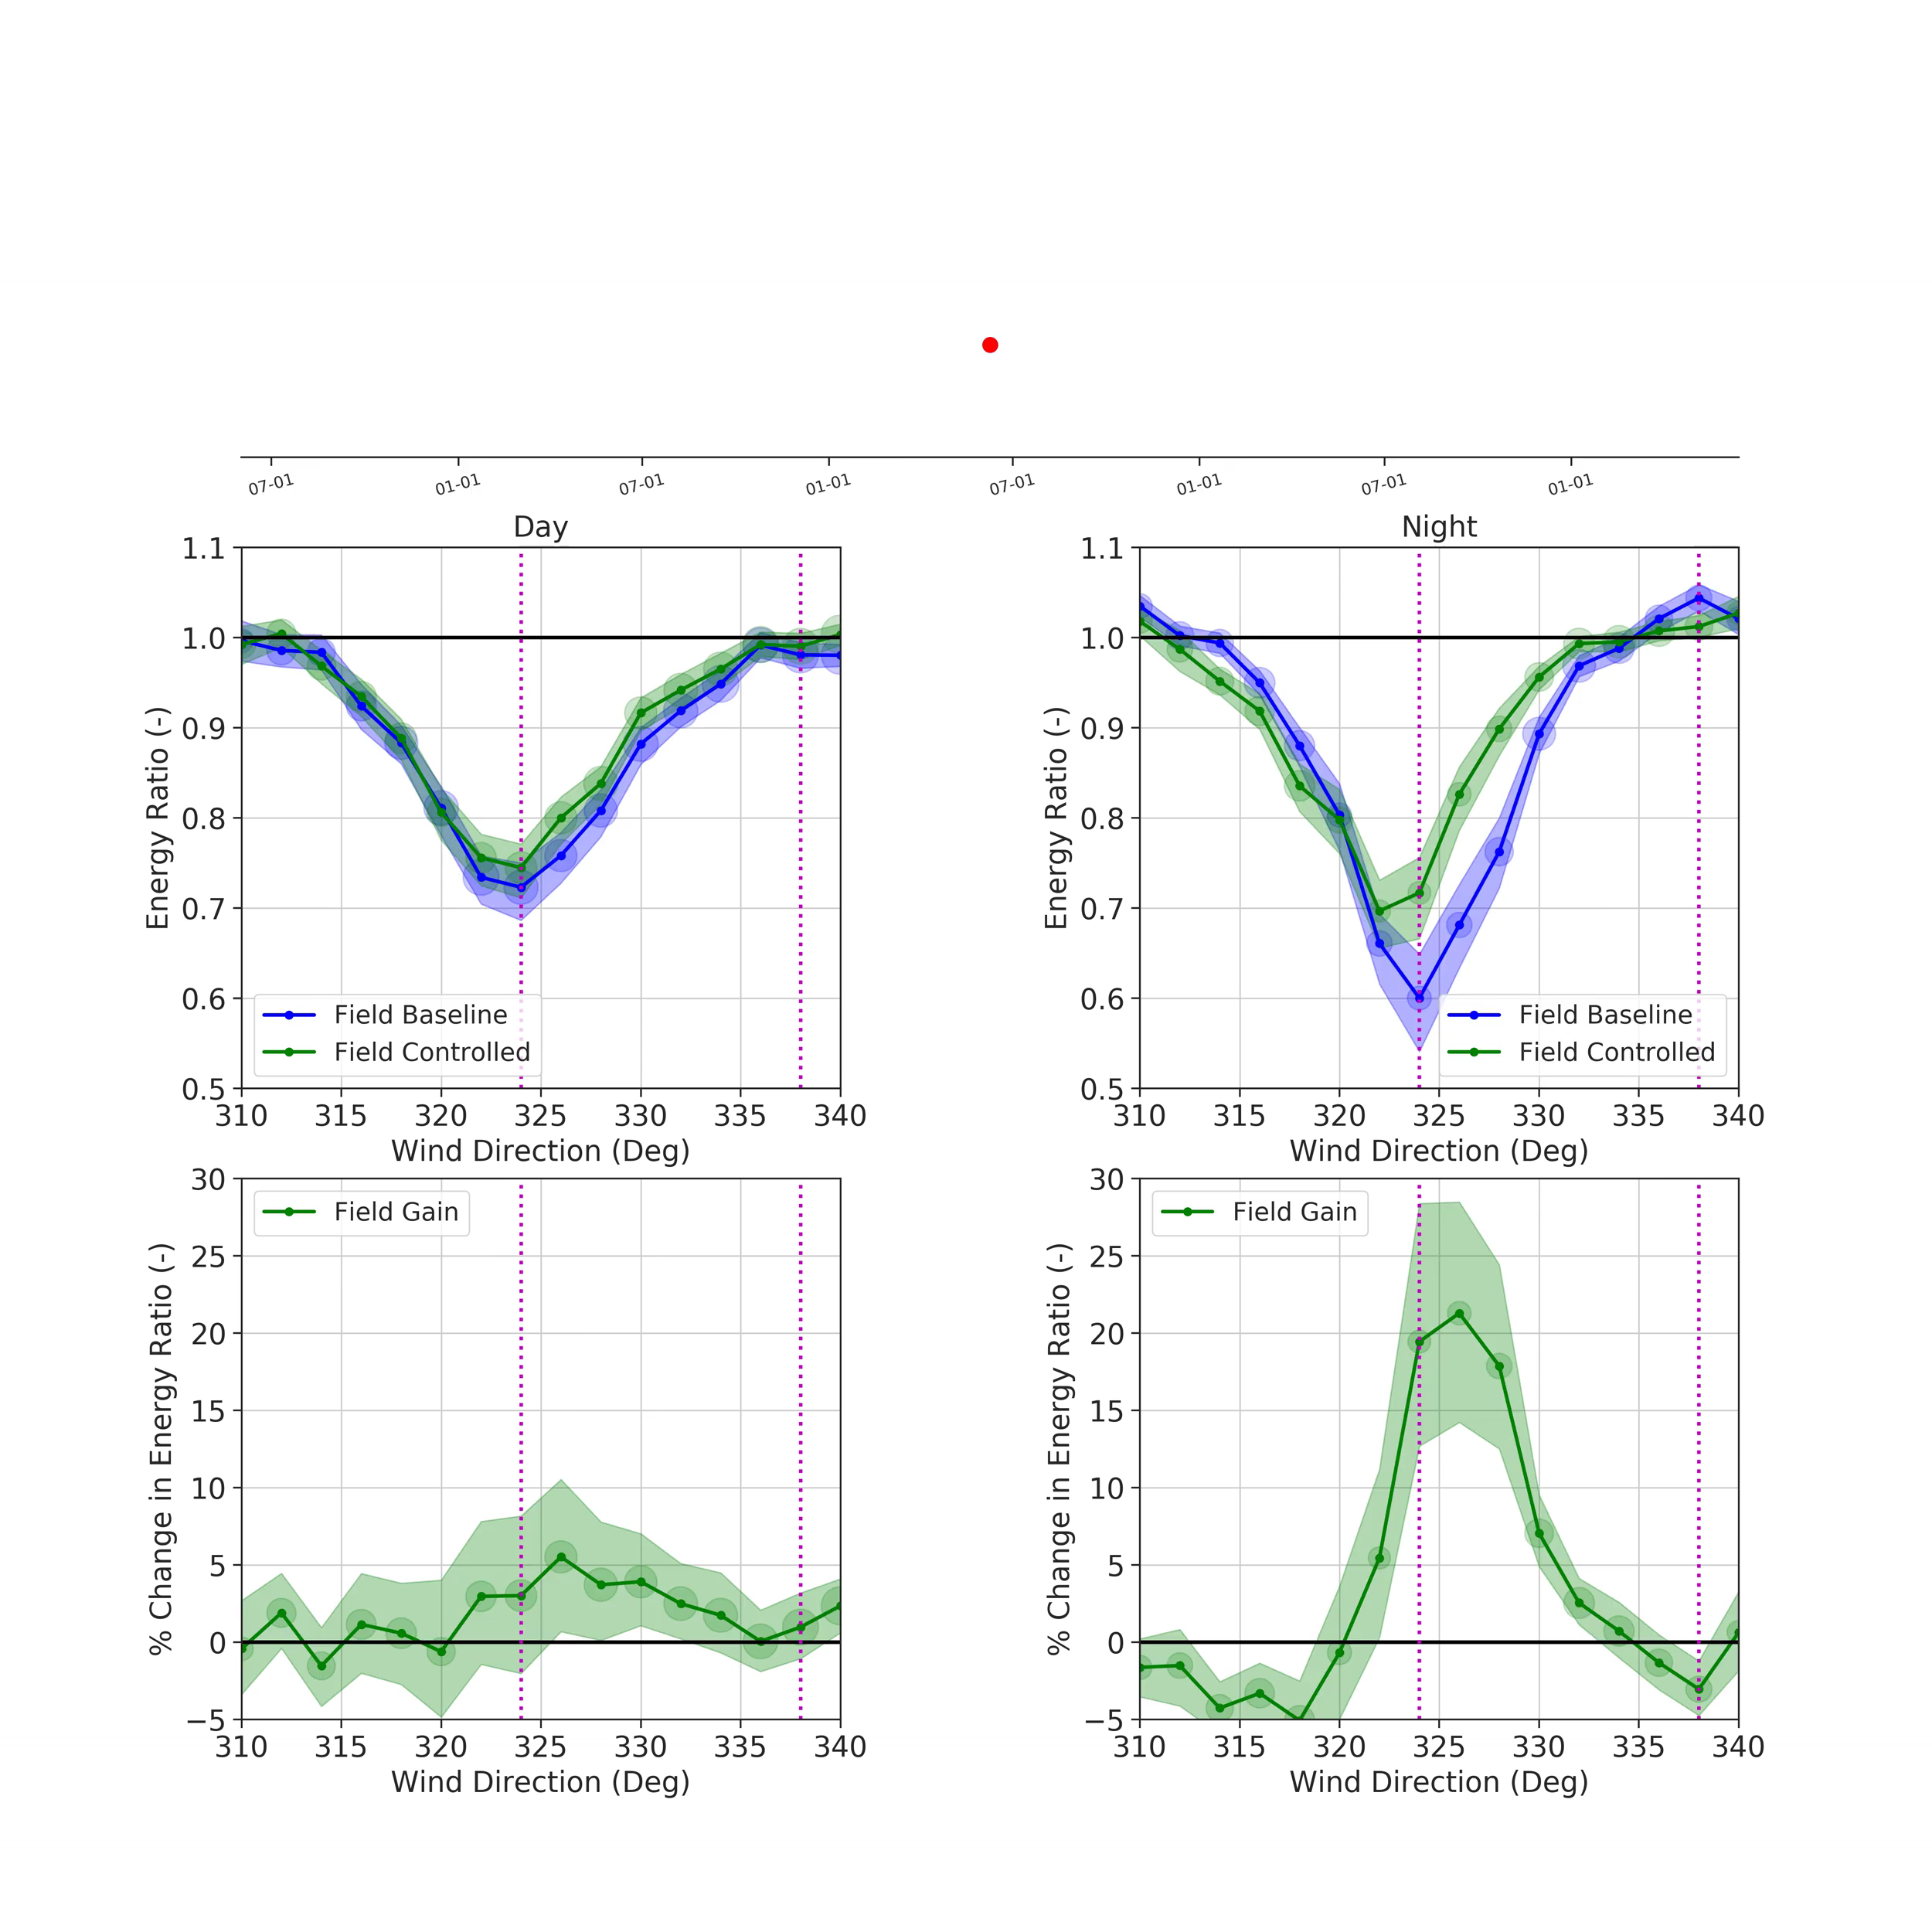 07-01 01-01 07-01 01-01 07-01 01-01 07-01 01-01
Day
1.1
1.0
0.9
0.8
0.7
0.6
0.5
Energy Ratio (-)
Field Baseline
Field Controlled
310 315 320 325 330 335 340
Wind Direction (Deg)
Night
1.1
1.0
0.9
0.8
0.7
0.6
0.5
Energy Ratio (-)
Field Baseline
Field Controlled
310 315 320 325 330 335 340
Wind Direction (Deg)
30
25
20
15
10
5
0
−5
% Change in Energy Ratio (-)
Field Gain
310 315 320 325 330 335 340
Wind Direction (Deg)
30
25
20
15
10
5
0
−5
% Change in Energy Ratio (-)
Field Gain
310 315 320 325 330 335 340
Wind Direction (Deg)